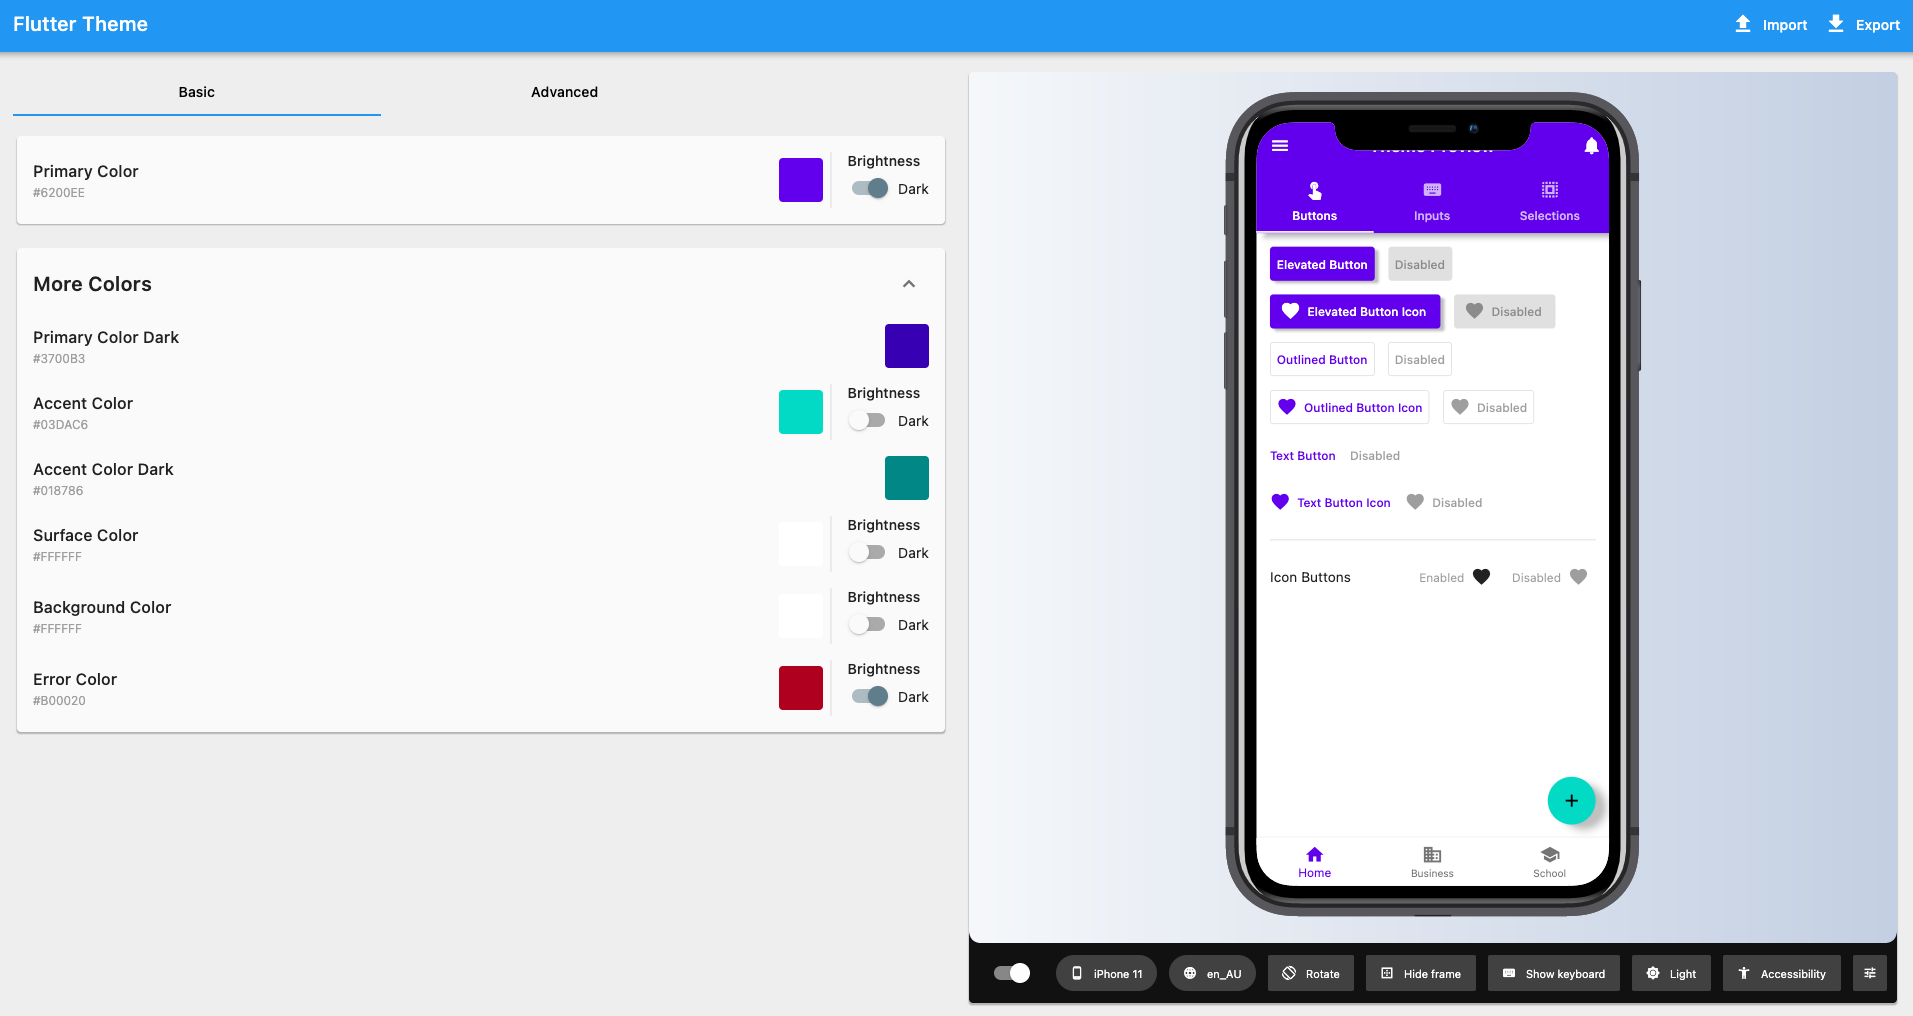 Flutter Theme
Import
Export
Basic
Advanced
Primary Color
#6200EE
Brightness
Dark
More Colors
Primary Color Dark
#3700B3
Accent Color
#03DAC6
Brightness
Dark
Accent Color Dark
#018786
Surface Color
#FFFFFF
Brightness
Dark
Background Color
#FFFFFF
Brightness
Dark
Error Color
#B00020
Brightness
Dark
Buttons
Inputs
Selections
Elevated Button
Disabled
Elevated Button Icon
Disabled
Outlined Button
Disabled
Outlined Button Icon
Disabled
Text Button
Disabled
Text Button Icon
Disabled
Icon Buttons
Enabled
Disabled
Home
Business
School
iPhone 11
en_AU
Rotate
Hide frame
Show keyboard
Light
Accessibility